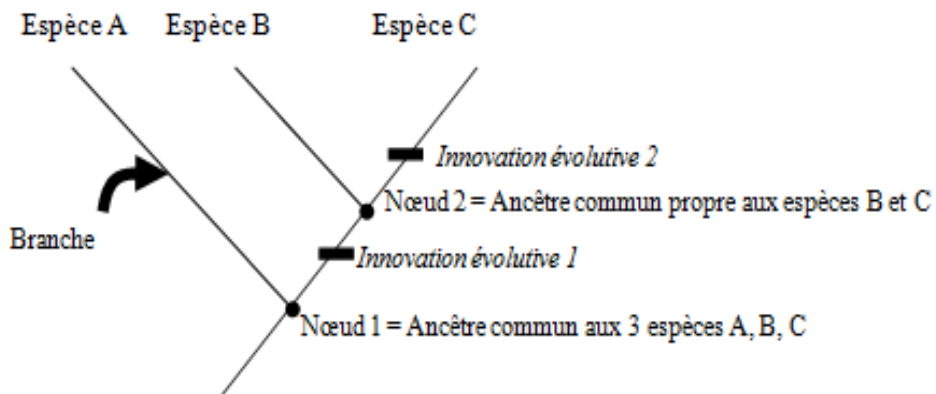 Espèce A Espèce B Espèce C
Innovation évolutive 2
Nœud 2 = Ancêtre commun propre aux espèces B et C
Branche
Innovation évolutive 1
Nœud 1 = Ancêtre commun aux 3 espèces A, B, C